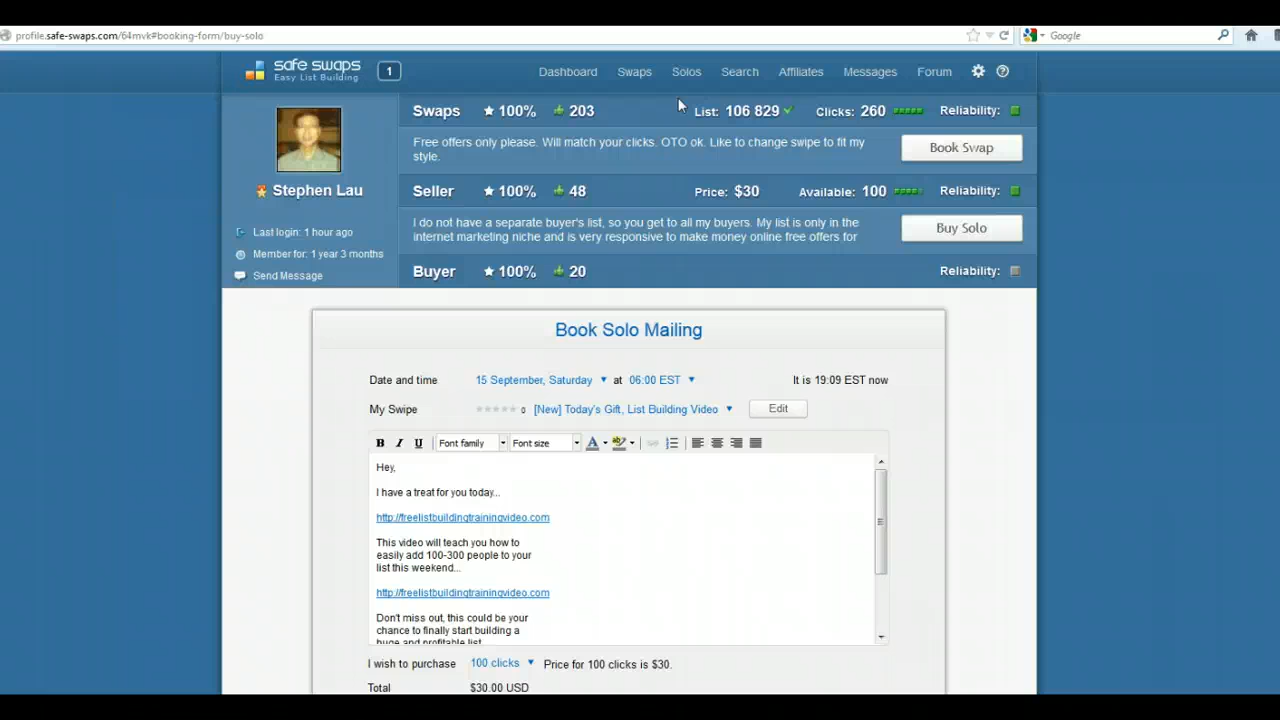 profile.safe-swaps.com/64mvk#booking-form/buy-solo
Google
safe swaps
Easy List Building
1
Dashboard Swaps Solos Search Affiliates Messages Forum
Swaps 100% 203 List: 106 829 Clicks: 260 Reliability:
Free offers only please. Will match your clicks. OTO ok. Like to change swipe to fit my
style.
Book Swap
Stephen Lau
Seller 100% 48 Price: $30 Available: 100 Reliability:
I do not have a separate buyer's list, so you get to all my buyers. My list is only in the
internet marketing niche and is very responsive to make money online free offers for
Buy Solo
Last login: 1 hour ago
Member for: 1 year 3 months
Send Message
Buyer 100% 20 Reliability:
Book Solo Mailing
Date and time 15 September, Saturday at 06:00 EST It is 19:09 EST now
My Swipe 0 [New] Today's Gift, List Building Video Edit
B I U Font family Font size A
Hey,
I have a treat for you today...
http://freelistbuildingtrainingvideo.com
This video will teach you how to
easily add 100-300 people to your
list this weekend...
http://freelistbuildingtrainingvideo.com
Don't miss out, this could be your
chance to finally start building a
huge and profitable list
I wish to purchase 100 clicks Price for 100 clicks is $30.
Total $30.00 USD